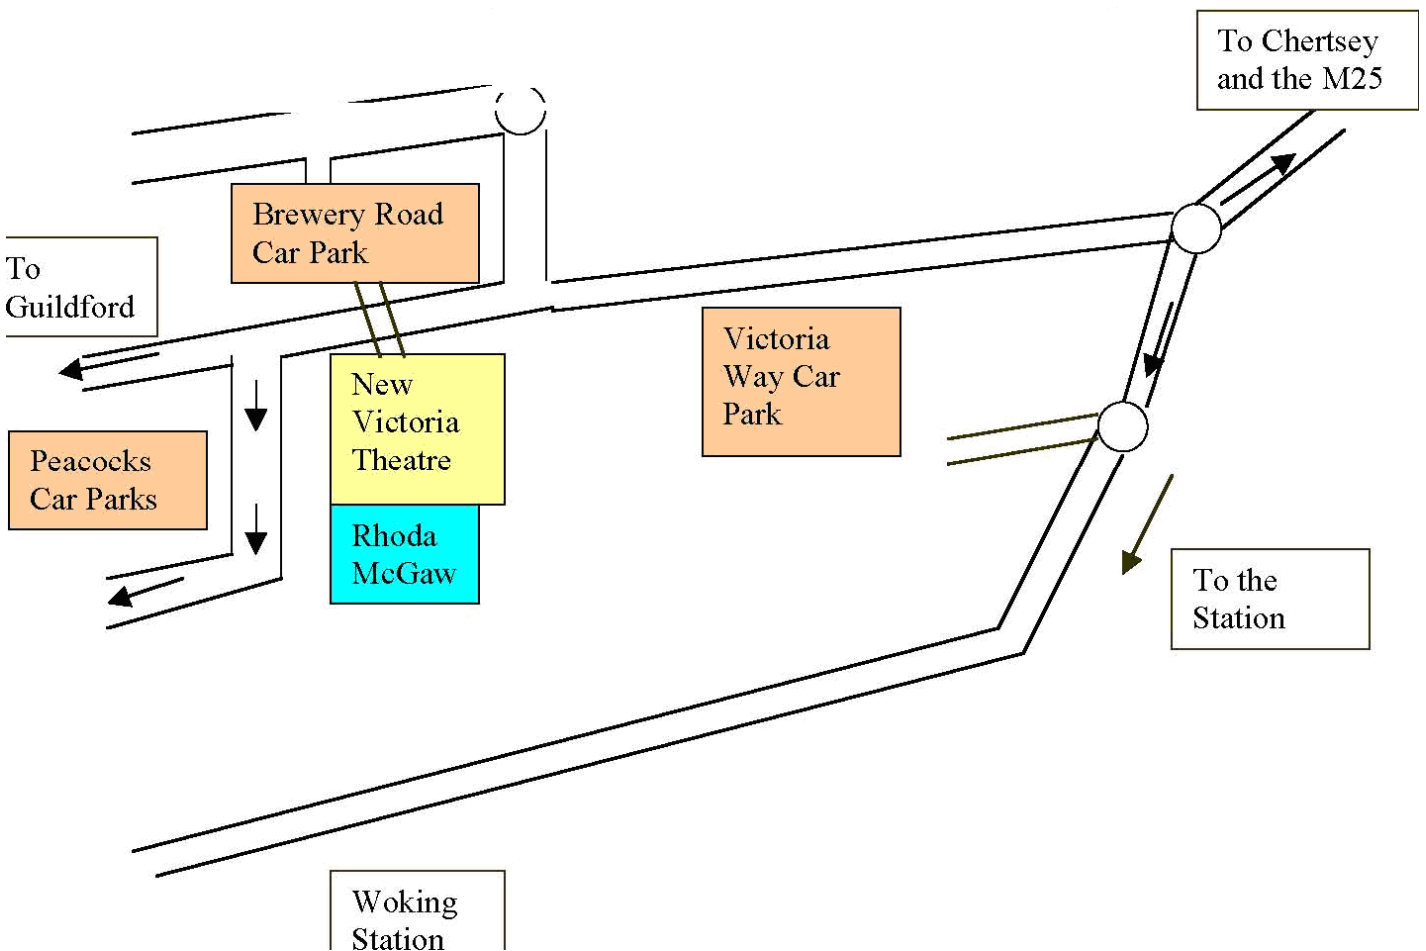 To Chertsey
and the M25
Brewery Road
Car Park
To
Guildford
Victoria
Way Car
Park
New
Victoria
Theatre
Peacocks
Car Parks
Rhoda
McGaw
To the
Station
Woking
Station